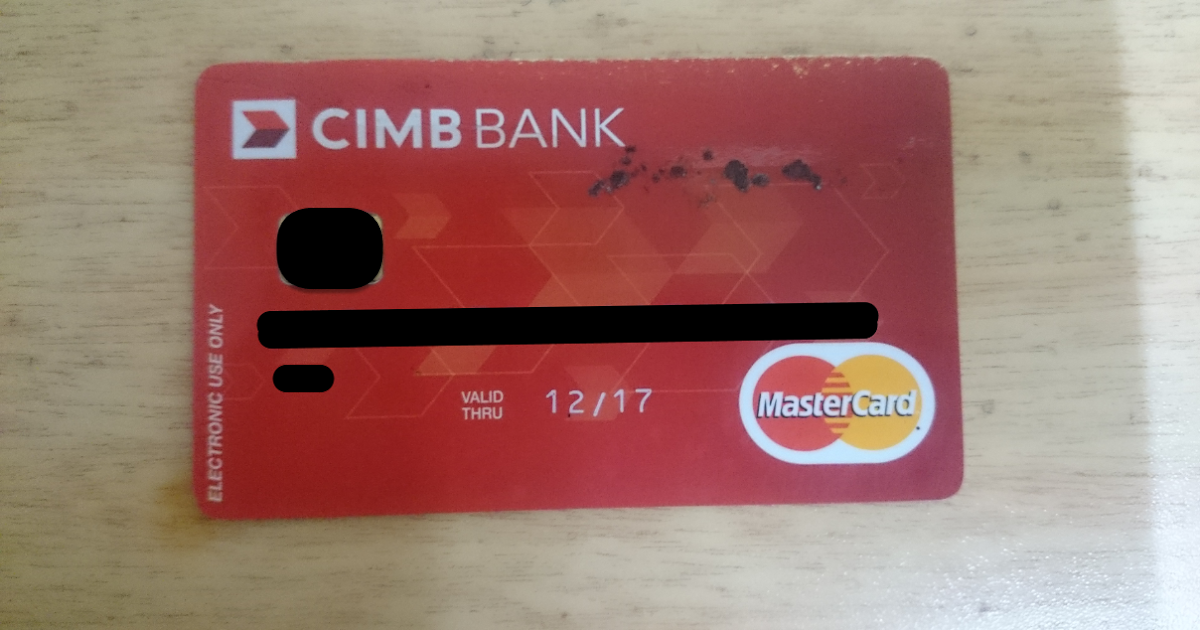 CIMB BANK
ELECTRONIC USE ONLY
VALID
THRU
12/17
MasterCard